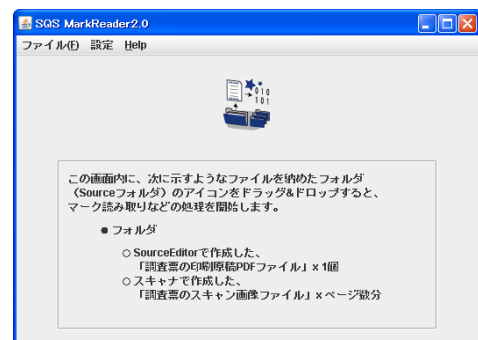 SQS MarkReader2.0
ファイル(F) 設定 Help
010
101
この画面内に、次に示すようなファイルを納めたフォルダ
（Sourceフォルダ）のアイコンをドラッグ&ドロップすると、
マーク読み取りなどの処理を開始します。
● フォルダ
○ SourceEditorで作成した、
「調査票の印刷原稿PDFファイル」x 1個
○ スキャナで作成した、
「調査票のスキャン画像ファイル」x ページ数分